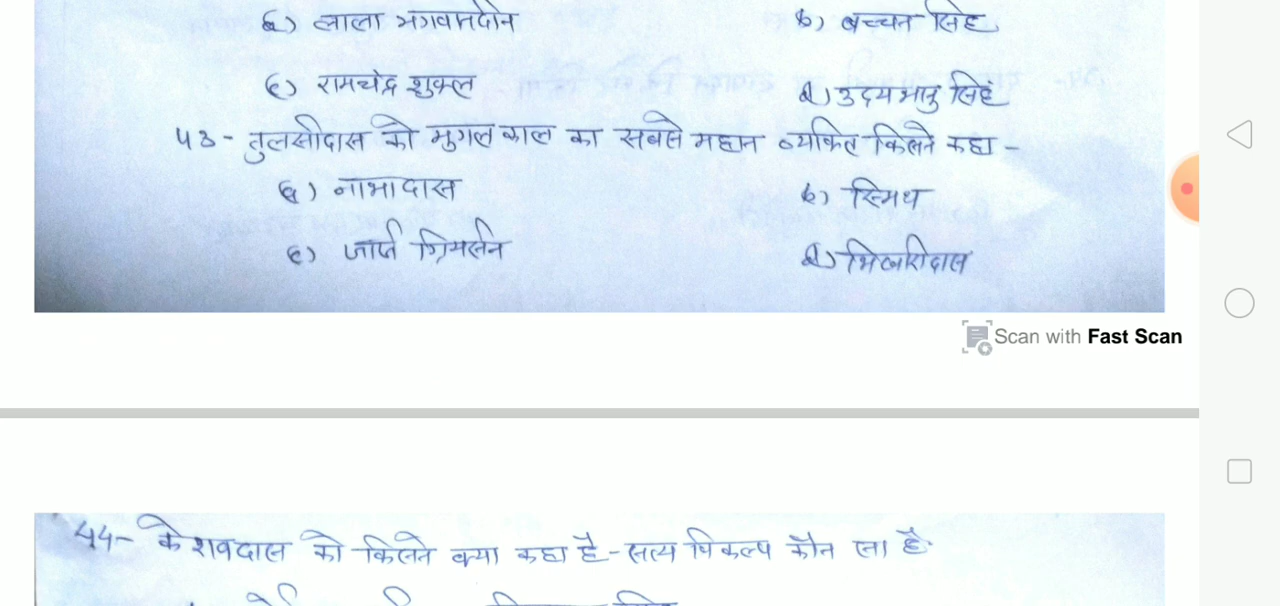 a) लाला भगवानदीन b) बच्चन सिंह
c) रामचंद्र शुक्ल d) उदयभानु सिंह
43- तुलसीदास को मुगल काल का सबसे महान व्यक्ति किसने कहा -
a) नाभादास b) स्मिथ
c) जार्ज ग्रियर्सन d) भिखारीदास
Scan with Fast Scan
44- केशवदास को किसने क्या कहा है - सत्य विकल्प कौन सा है